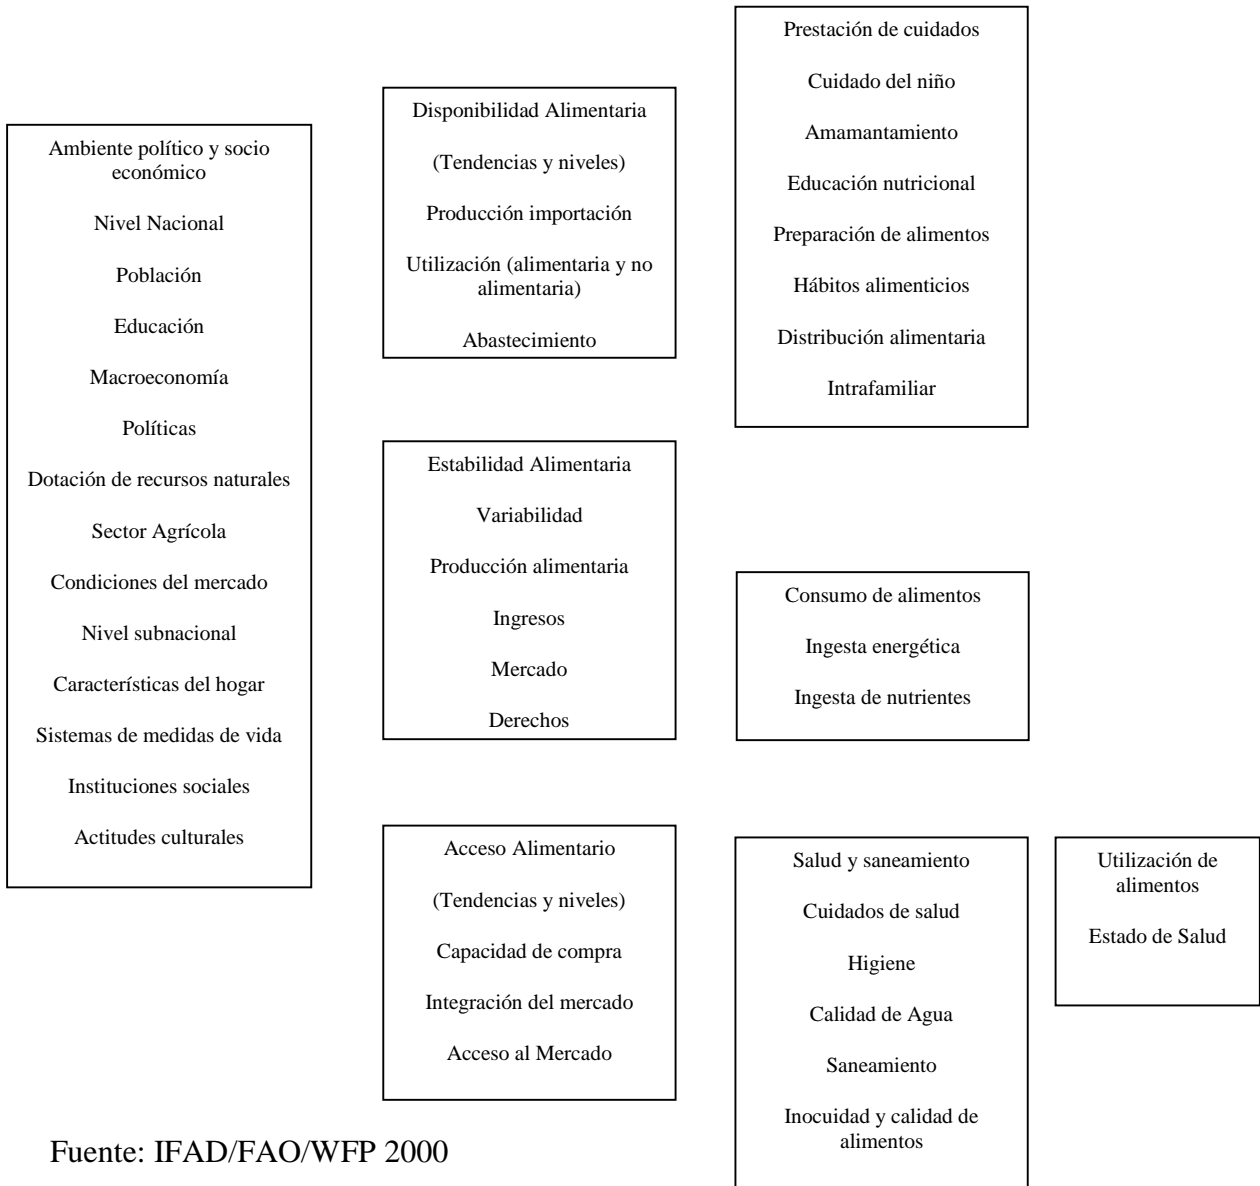 Ambiente político y socio
económico
Nivel Nacional
Población
Educación
Macroeconomía
Políticas
Dotación de recursos naturales
Sector Agrícola
Condiciones del mercado
Nivel subnacional
Características del hogar
Sistemas de medidas de vida
Instituciones sociales
Actitudes culturales
Disponibilidad Alimentaria
(Tendencias y niveles)
Producción importación
Utilización (alimentaria y no
alimentaria)
Abastecimiento
Estabilidad Alimentaria
Variabilidad
Producción alimentaria
Ingresos
Mercado
Derechos
Acceso Alimentario
(Tendencias y niveles)
Capacidad de compra
Integración del mercado
Acceso al Mercado
Prestación de cuidados
Cuidado del niño
Amamantamiento
Educación nutricional
Preparación de alimentos
Hábitos alimenticios
Distribución alimentaria
Intrafamiliar
Consumo de alimentos
Ingesta energética
Ingesta de nutrientes
Salud y saneamiento
Cuidados de salud
Higiene
Calidad de Agua
Saneamiento
Inocuidad y calidad de
alimentos
Utilización de
alimentos
Estado de Salud
Fuente: IFAD/FAO/WFP 2000